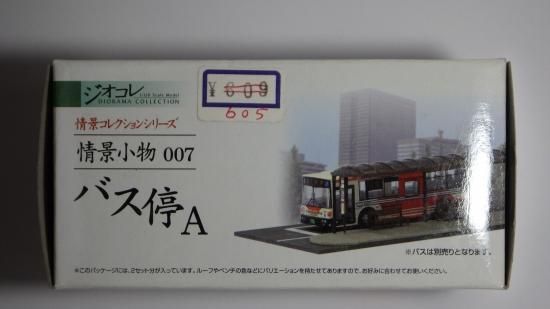 ジオコレ
1/150 Scale Model
DIORAMA COLLECTION
¥609
605
情景コレクションシリーズ
情景小物 007
バス停A
※バスは別売りとなります。
※このパッケージには、2セット分が入っています。ルーフやベンチの色などにバリエーションを持たせてありますので、お好みに合わせてお使いください。